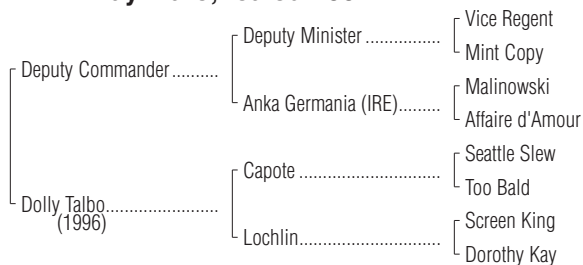 Vice Regent
Deputy Minister ..................
Mint Copy
Deputy Commander..........
Malinowski
Anka Germania (IRE).........
Affaire d'Amour
Seattle Slew
Capote ............................
Too Bald
Dolly Talbo.......................
(1996)
Screen King
Lochlin............................
Dorothy Kay